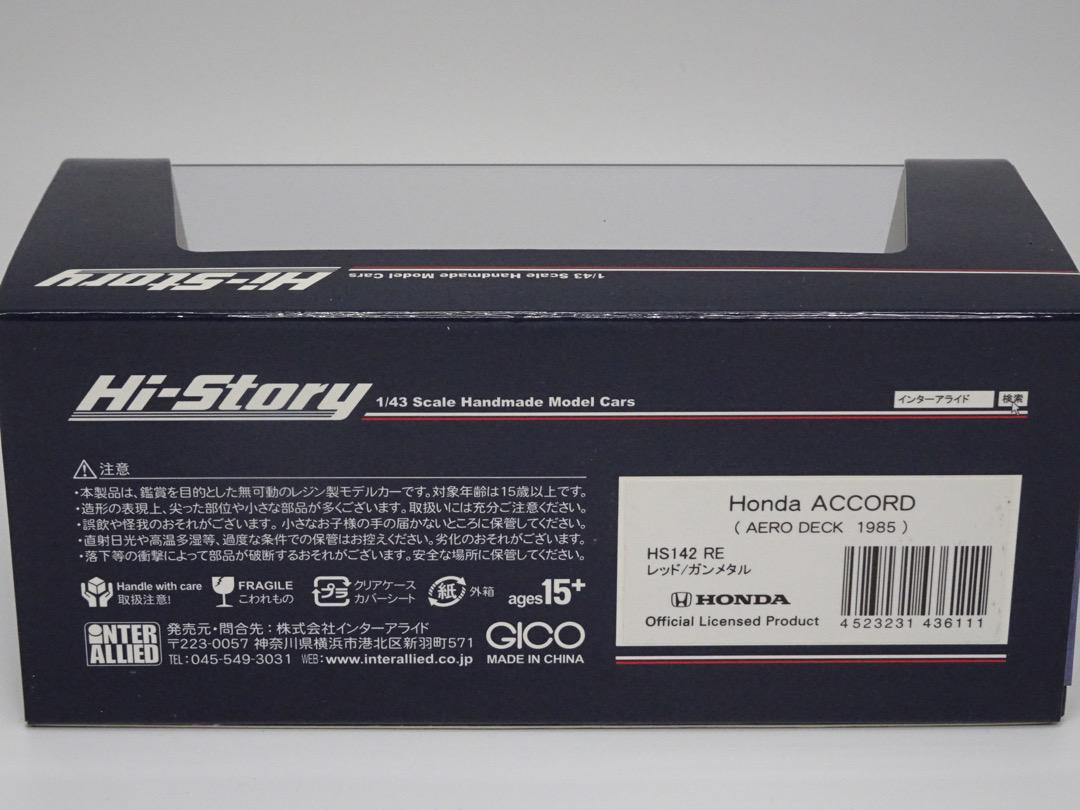 Hi-Story 1/43 Scale Handmade Model Cars 1/43 Scale Handmade Model Cars
Hi-Story 1/43 Scale Handmade Model Cars
インターアライド 検索
注意
・本製品は、鑑賞を目的とした無可動のレジン製モデルカーです。対象年齢は15歳以上です。
・造形の表現上、尖った部位や小さな部品が多くございます。取扱いには充分ご注意ください。
・誤飲や怪我のおそれがございます。小さなお子様の手の届かないところに保管してください。
・直射日光や高温多湿等、過度な条件での保管はお控えください。劣化のおそれがございます。
・落下等の衝撃によって部品が破断するおそれがございます。安全な場所に保管してください。
Handle with care
取扱注意!
FRAGILE
こわれもの
プラ
クリアケース
カバーシート
紙
外箱
ages15+
INTER
ALLIED
発売元・問合先:株式会社インターアライド
〒223-0057 神奈川県横浜市港北区新羽町571
TEL:045-549-3031 WEB:www.interallied.co.jp
GICO
MADE IN CHINA
Honda ACCORD
( AERO DECK 1985 )
HS142 RE
レッド/ガンメタル
HONDA
Official Licensed Product
4523231 436111